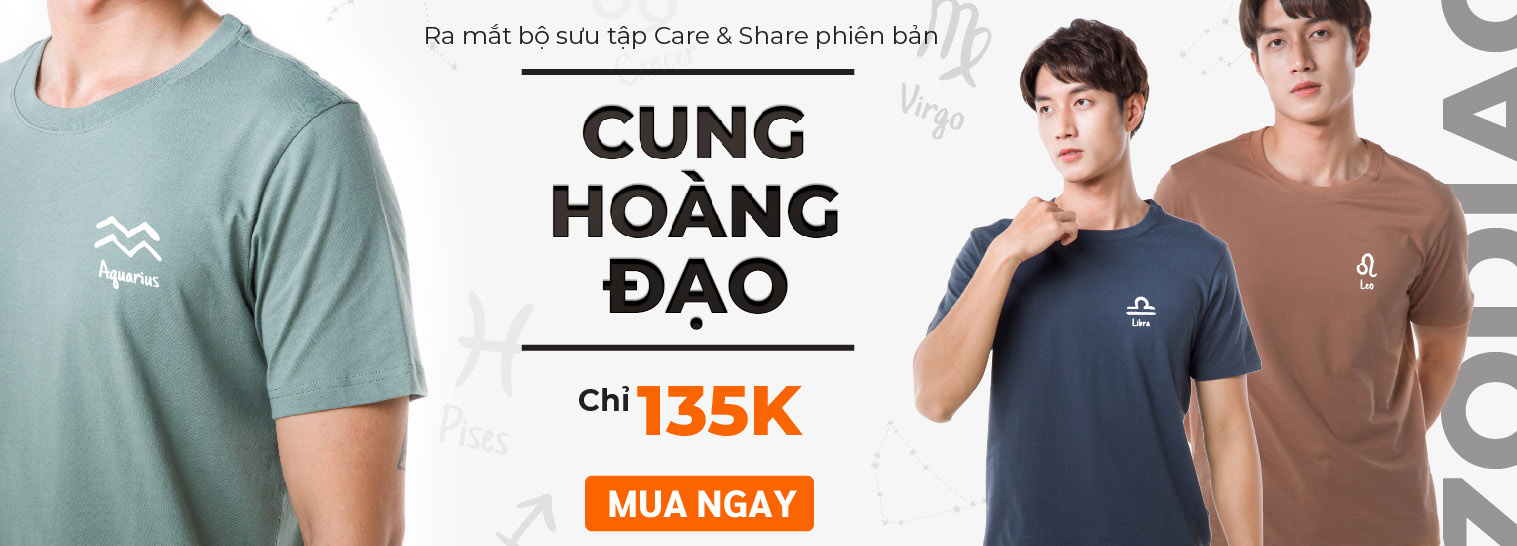 Ra mắt bộ sưu tập Care & Share phiên bản
CUNG
HOÀNG
ĐẠO
Chỉ 135K
MUA NGAY
Aquarius
Cancer
Pises
Virgo
Libra
Leo
ZODIAC